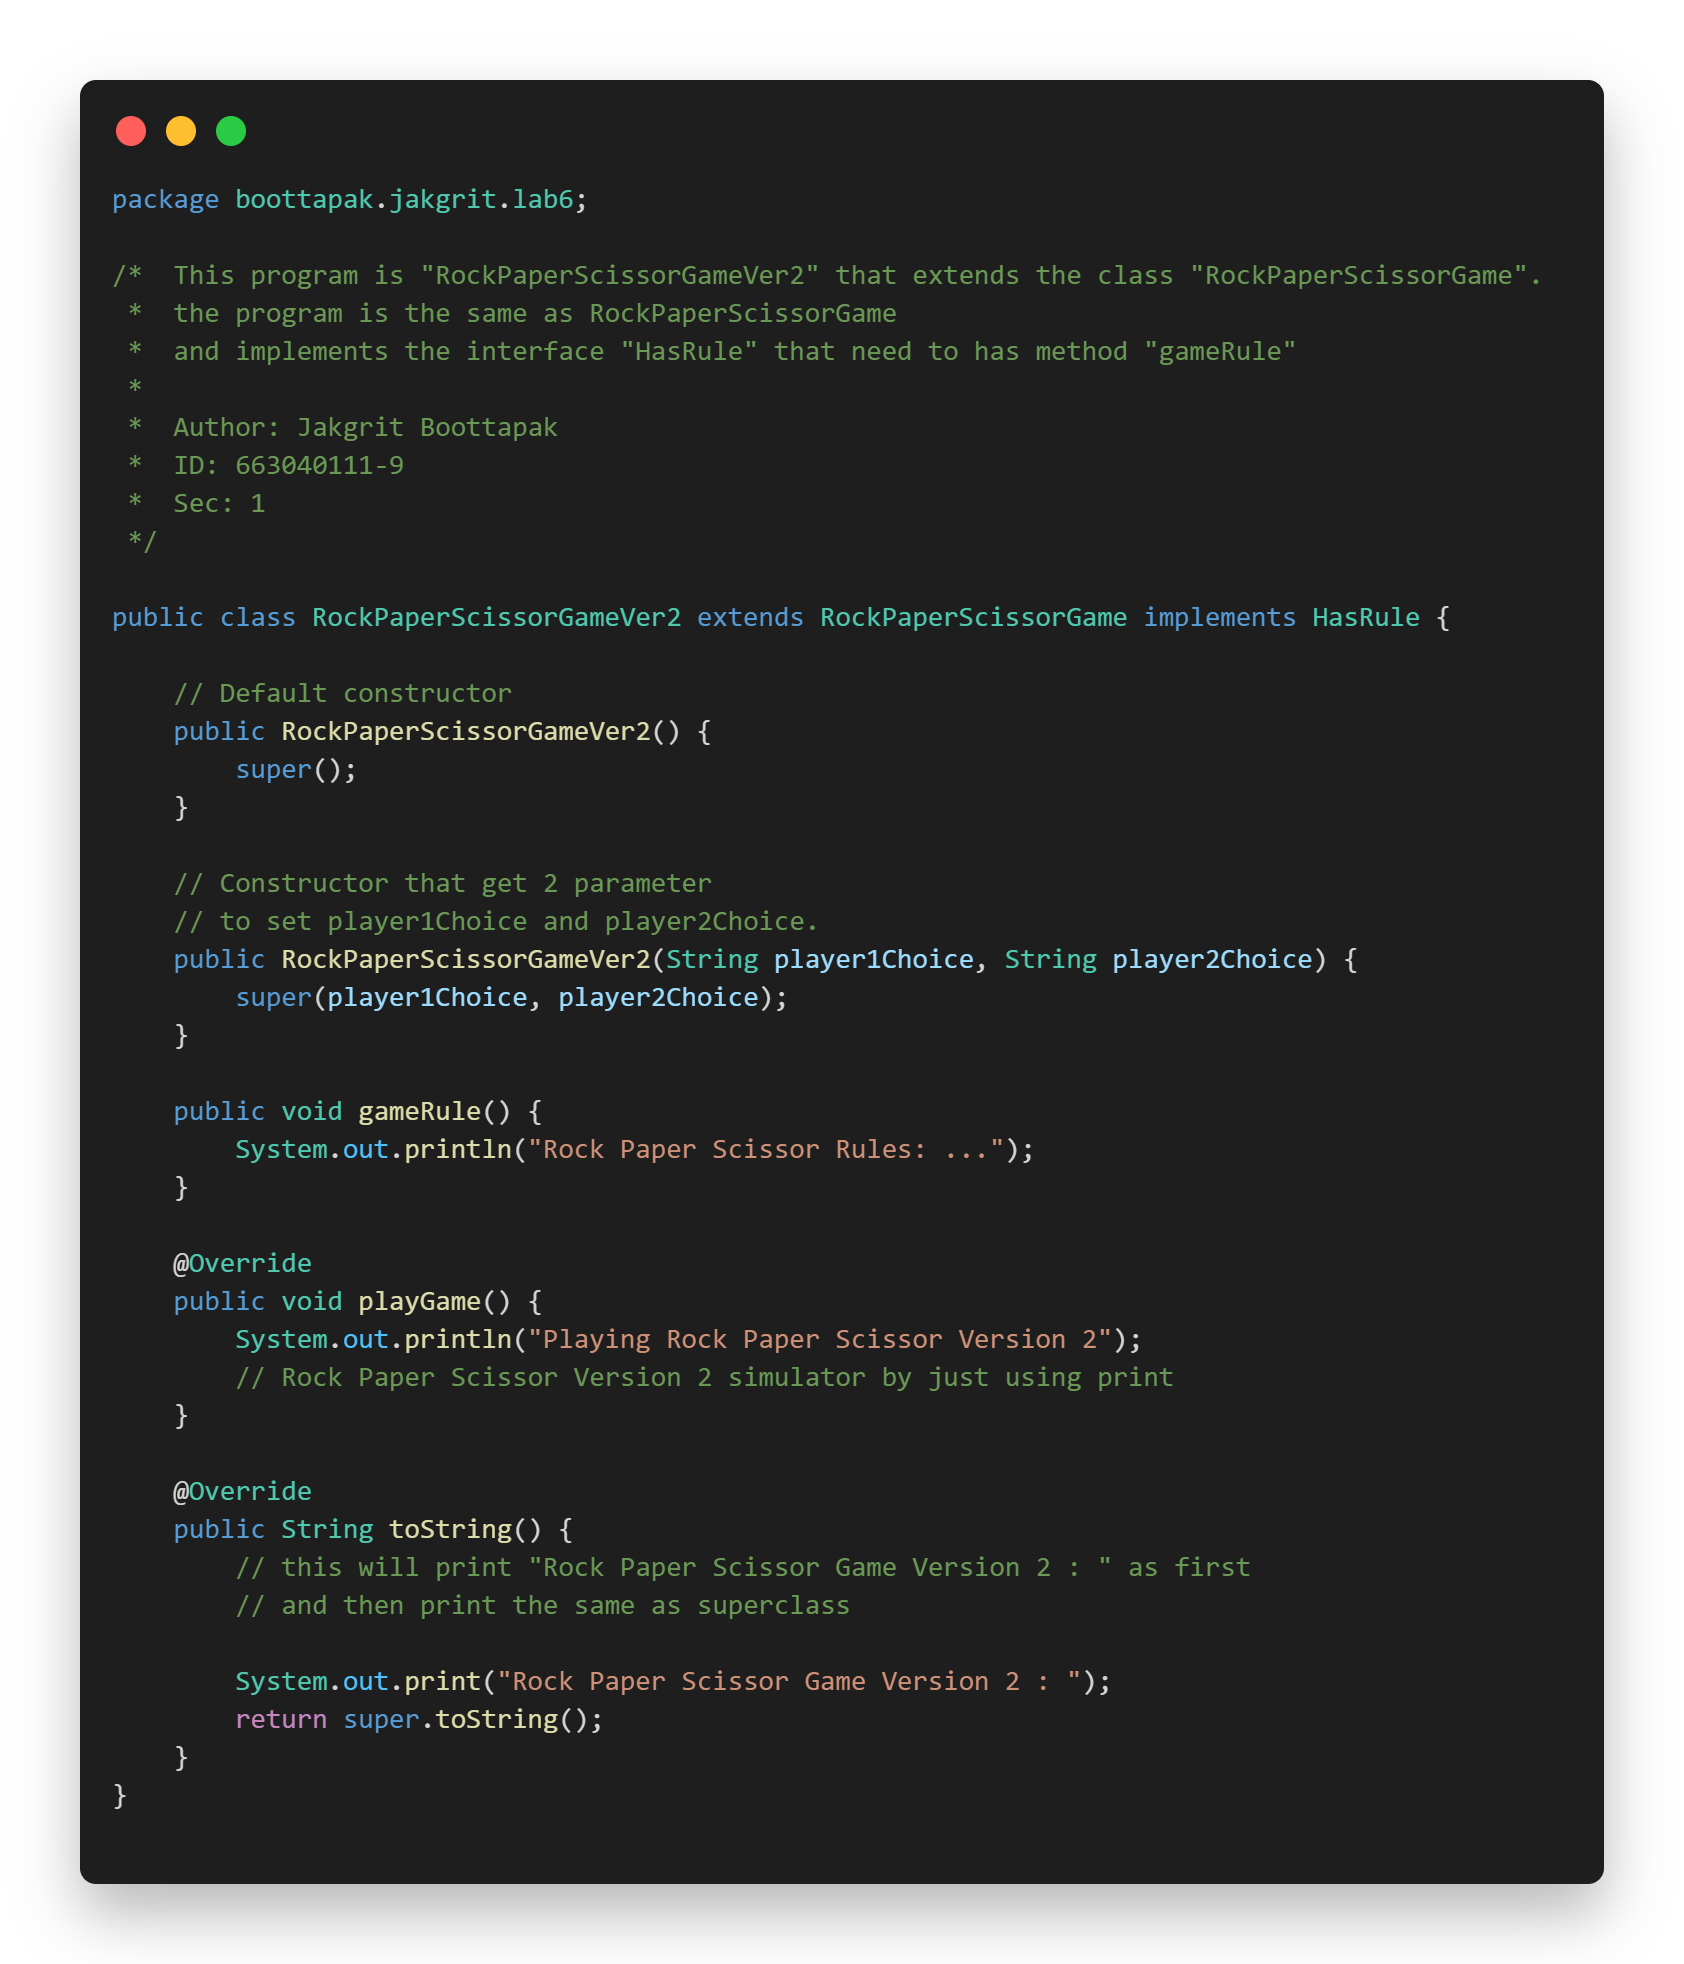 package boottapak.jakgrit.lab6;

/*  This program is "RockPaperScissorGameVer2" that extends the class "RockPaperScissorGame".
 *  the program is the same as RockPaperScissorGame
 *  and implements the interface "HasRule" that need to has method "gameRule"
 *
 *  Author: Jakgrit Boottapak
 *  ID: 663040111-9
 *  Sec: 1
 */

public class RockPaperScissorGameVer2 extends RockPaperScissorGame implements HasRule {

    // Default constructor
    public RockPaperScissorGameVer2() {
        super();
    }

    // Constructor that get 2 parameter
    // to set player1Choice and player2Choice.
    public RockPaperScissorGameVer2(String player1Choice, String player2Choice) {
        super(player1Choice, player2Choice);
    }

    public void gameRule() {
        System.out.println("Rock Paper Scissor Rules: ...");
    }

    @Override
    public void playGame() {
        System.out.println("Playing Rock Paper Scissor Version 2");
        // Rock Paper Scissor Version 2 simulator by just using print
    }

    @Override
    public String toString() {
        // this will print "Rock Paper Scissor Game Version 2 : " as first
        // and then print the same as superclass

        System.out.print("Rock Paper Scissor Game Version 2 : ");
        return super.toString();
    }
}